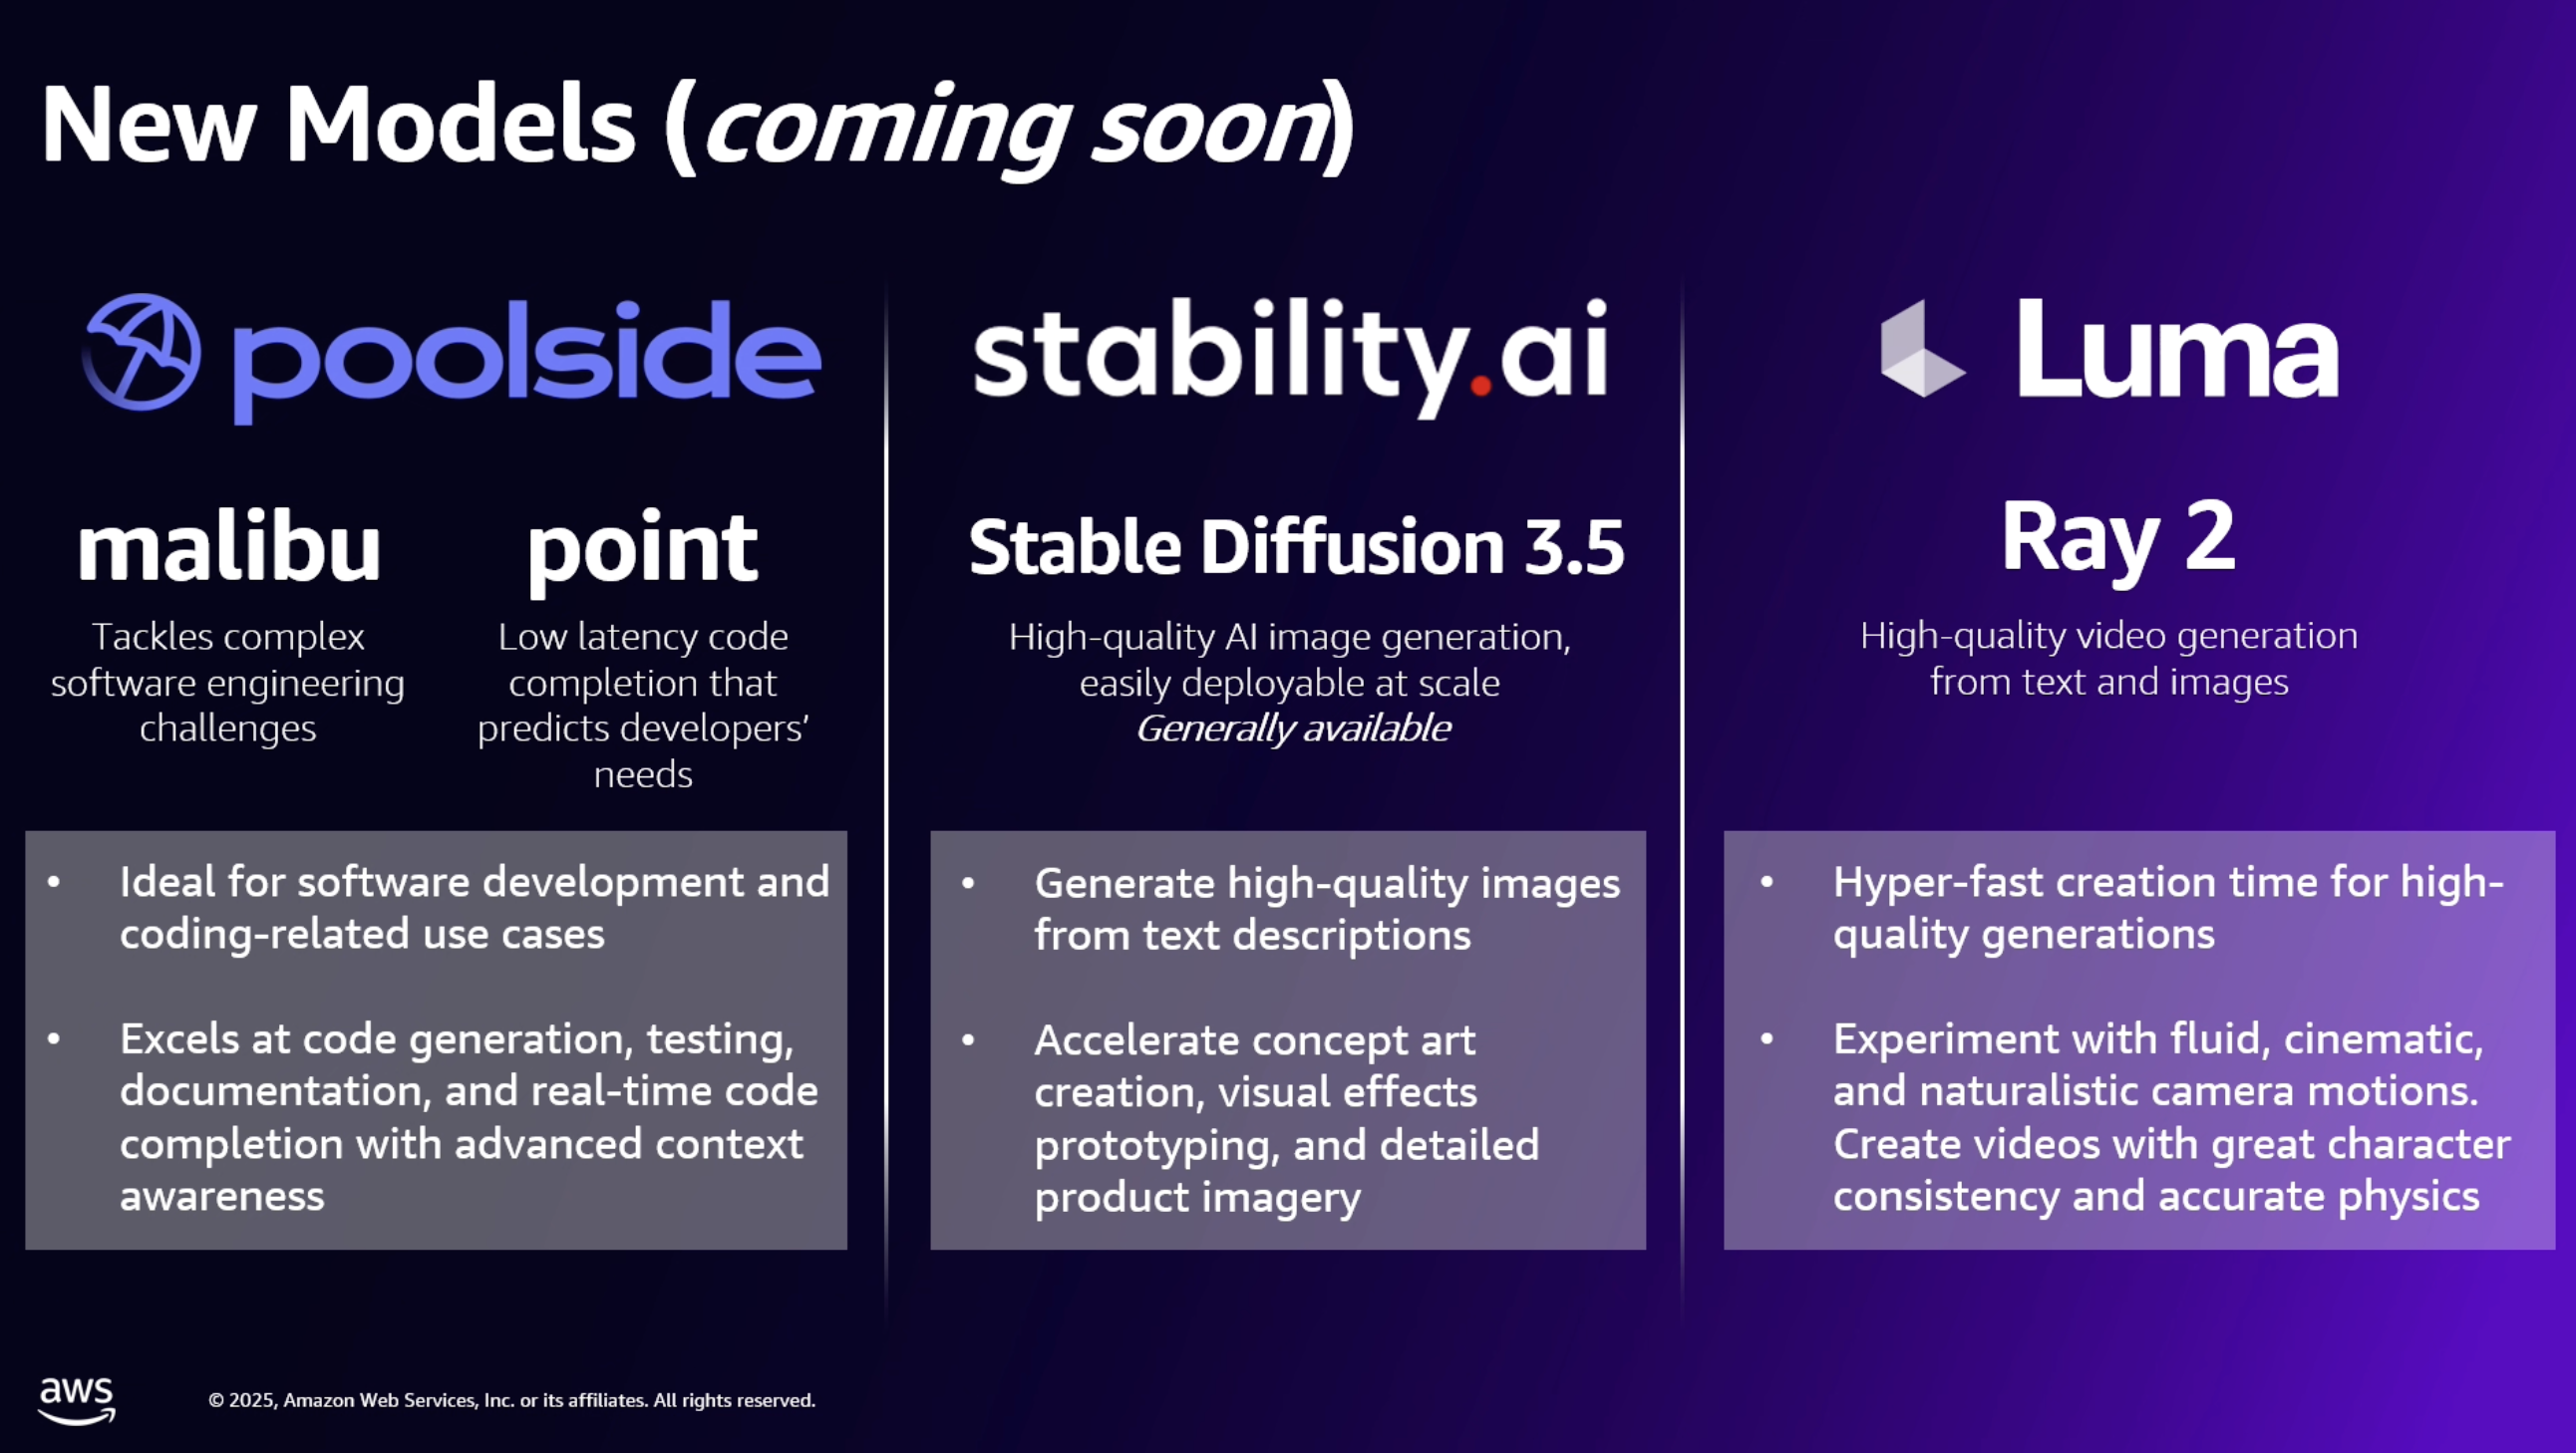 New Models (coming soon)
poolside
malibu
Tackles complex
software engineering
challenges
point
Low latency code
completion that
predicts developers’
needs
• Ideal for software development and
coding-related use cases
• Excels at code generation, testing,
documentation, and real-time code
completion with advanced context
awareness
stability.ai
Stable Diffusion 3.5
High-quality AI image generation,
easily deployable at scale
Generally available
• Generate high-quality images
from text descriptions
• Accelerate concept art
creation, visual effects
prototyping, and detailed
product imagery
Luma
Ray 2
High-quality video generation
from text and images
• Hyper-fast creation time for high-
quality generations
• Experiment with fluid, cinematic,
and naturalistic camera motions.
Create videos with great character
consistency and accurate physics
aws
© 2025, Amazon Web Services, Inc. or its affiliates. All rights reserved.